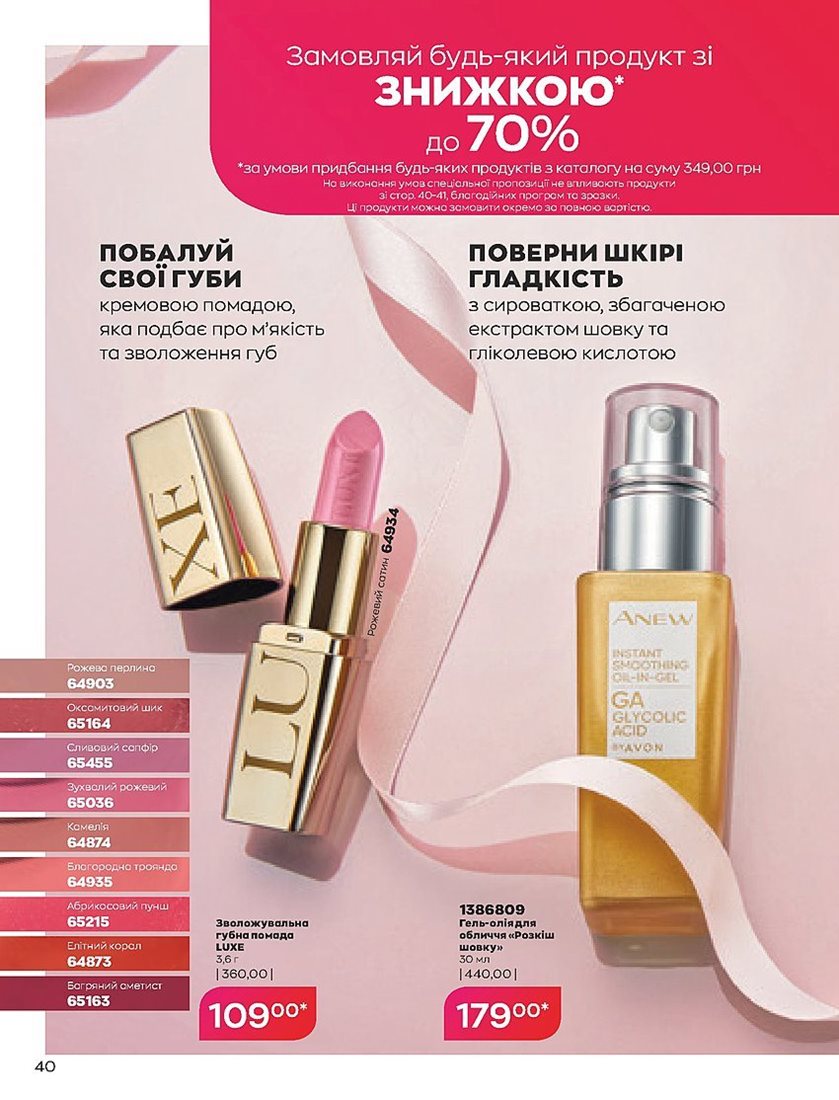 Замовляй будь-який продукт зі
ЗНИЖКОЮ*
до 70%
*за умови придбання будь-яких продуктів з каталогу на суму 349,00 грн
На виконання умов спеціальної пропозиції не впливають продукти
зі стор. 40-41, благодійних програм та зразки.
Ці продукти можна замовити окремо за повною вартістю.
ПОБАЛУЙ
СВОЇ ГУБИ
кремовою помадою,
яка подбає про м'якість
та зволоження губ
ПОВЕРНИ ШКІРІ
ГЛАДКІСТЬ
з сироваткою, збагаченою
екстрактом шовку та
гліколевою кислотою
XE
LU
Рожевий сатин 64934
ANEW
INSTANT
SMOOTHING
OIL-IN-GEL
GA
GLYCOLIC
ACID
BY AVON
Рожева перлина
64903
Оксамитовий шик
65164
Сливовий сапфір
65455
Зухвалий рожевий
65036
Камелія
64874
Благородна троянда
64935
Абрикосовий пунш
65215
Елітний корал
64873
Багряний аметист
65163
Зволожувальна
губна помада
LUXE
3,6 г
|360,00|
10900*
1386809
Гель-олія для
обличчя «Розкіш
шовку»
30 мл
|440,00|
17900*
40